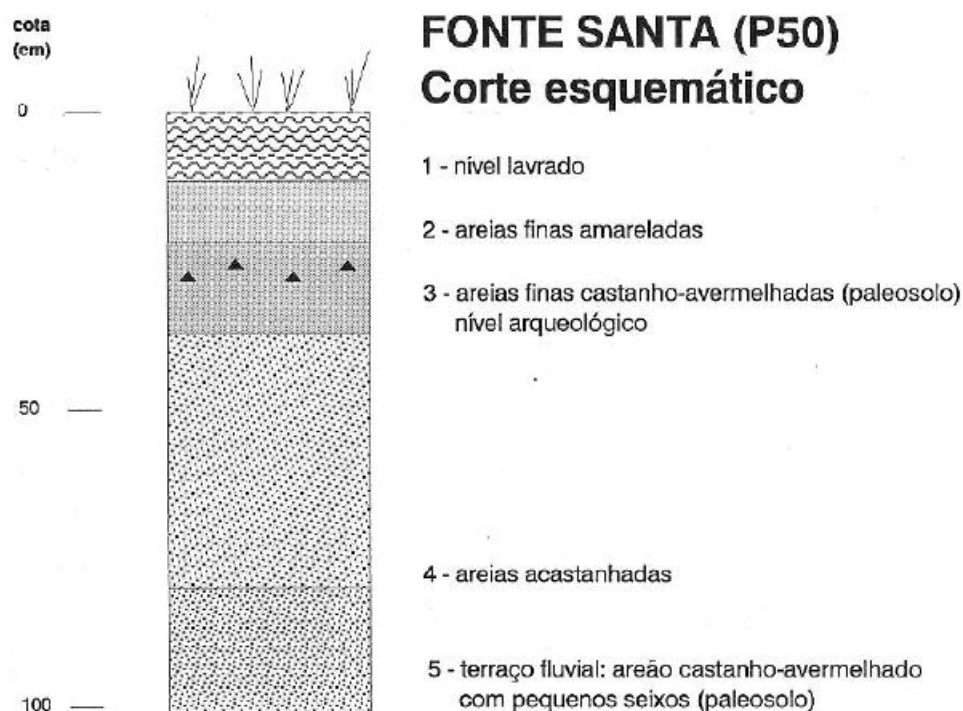 cota
(cm)
FONTE SANTA (P50)
Corte esquemático
0
1 - nível lavrado
2 - areias finas amareladas
3 - areias finas castanho-avermelhadas (paleosolo)
nível arqueológico
50
4 - areias acastanhadas
5 - terraço fluvial: areão castanho-avermelhado
com pequenos seixos (paleosolo)
100